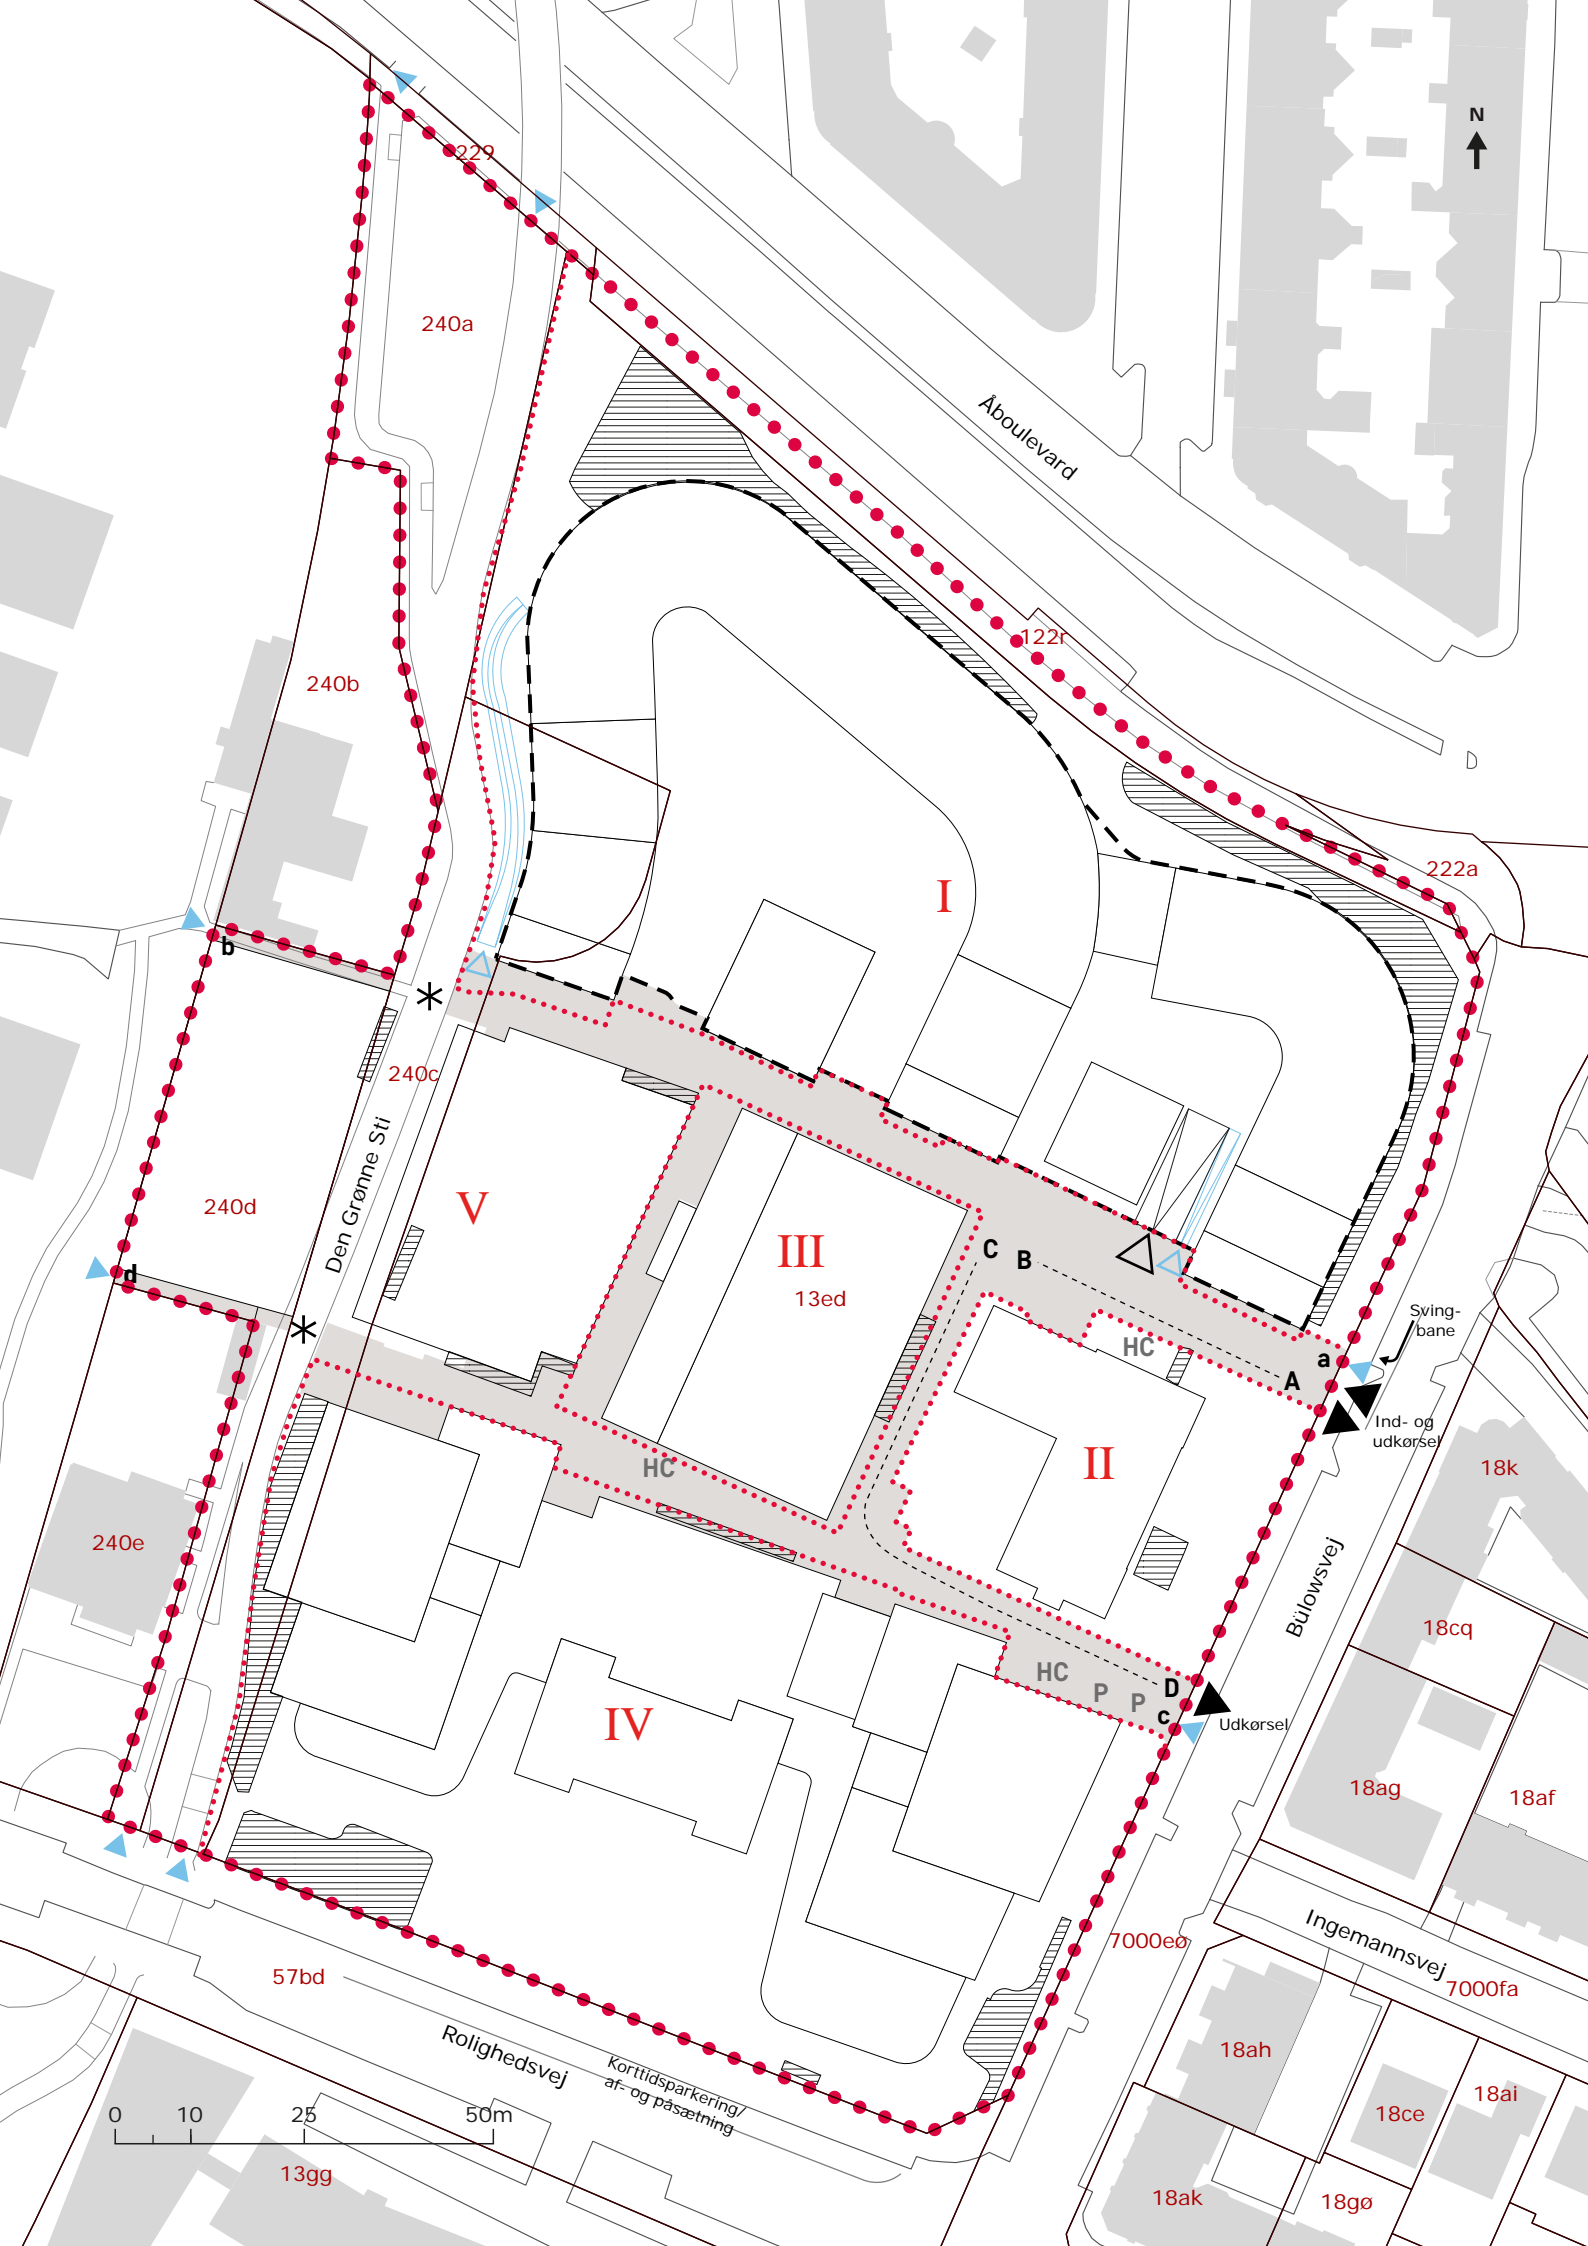 N
229
240a
Åboulevard
122r
240b
222a
I
b
240c
Den Grønne Sti
240d
V
III
13ed
C
B
d
HC
a
A
Sving-
bane
Ind- og
udkørsel
HC
II
18k
240e
Bülowsvej
18cq
HC
P
P
D
c
Udkørsel
IV
18ag
18af
7000eø
Ingemannsvej
7000fa
57bd
Rolighedsvej
Korttidsparkering/
af- og påsætning
18ah
18ai
18ce
0 10 25 50m
13gg
18ak
18gø